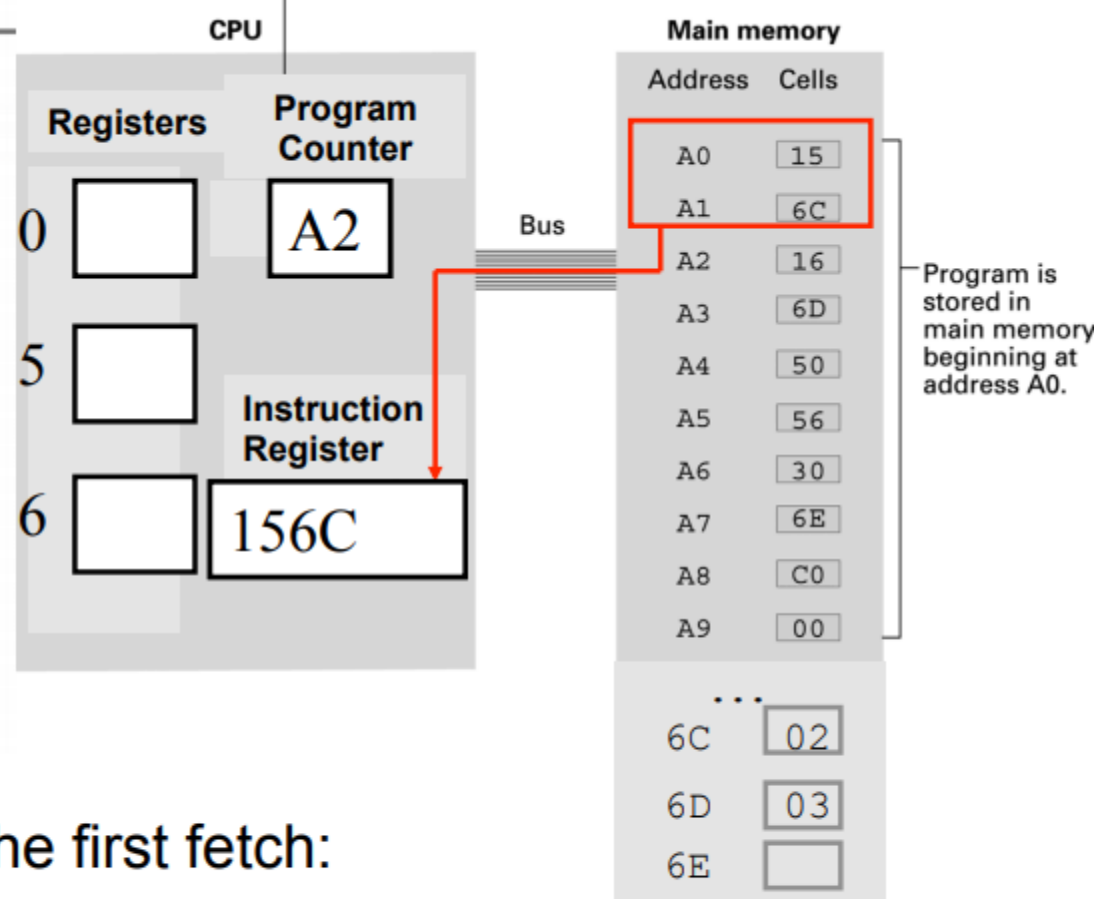 CPU
Registers
Program
Counter
0
A2
5
Instruction
Register
6
156C
Bus
Main memory
Address Cells
A0 15
A1 6C
A2 16
A3 6D
A4 50
A5 56
A6 30
A7 6E
A8 C0
A9 00
...
6C 02
6D 03
6E
Program is
stored in
main memory
beginning at
address A0.
he first fetch: